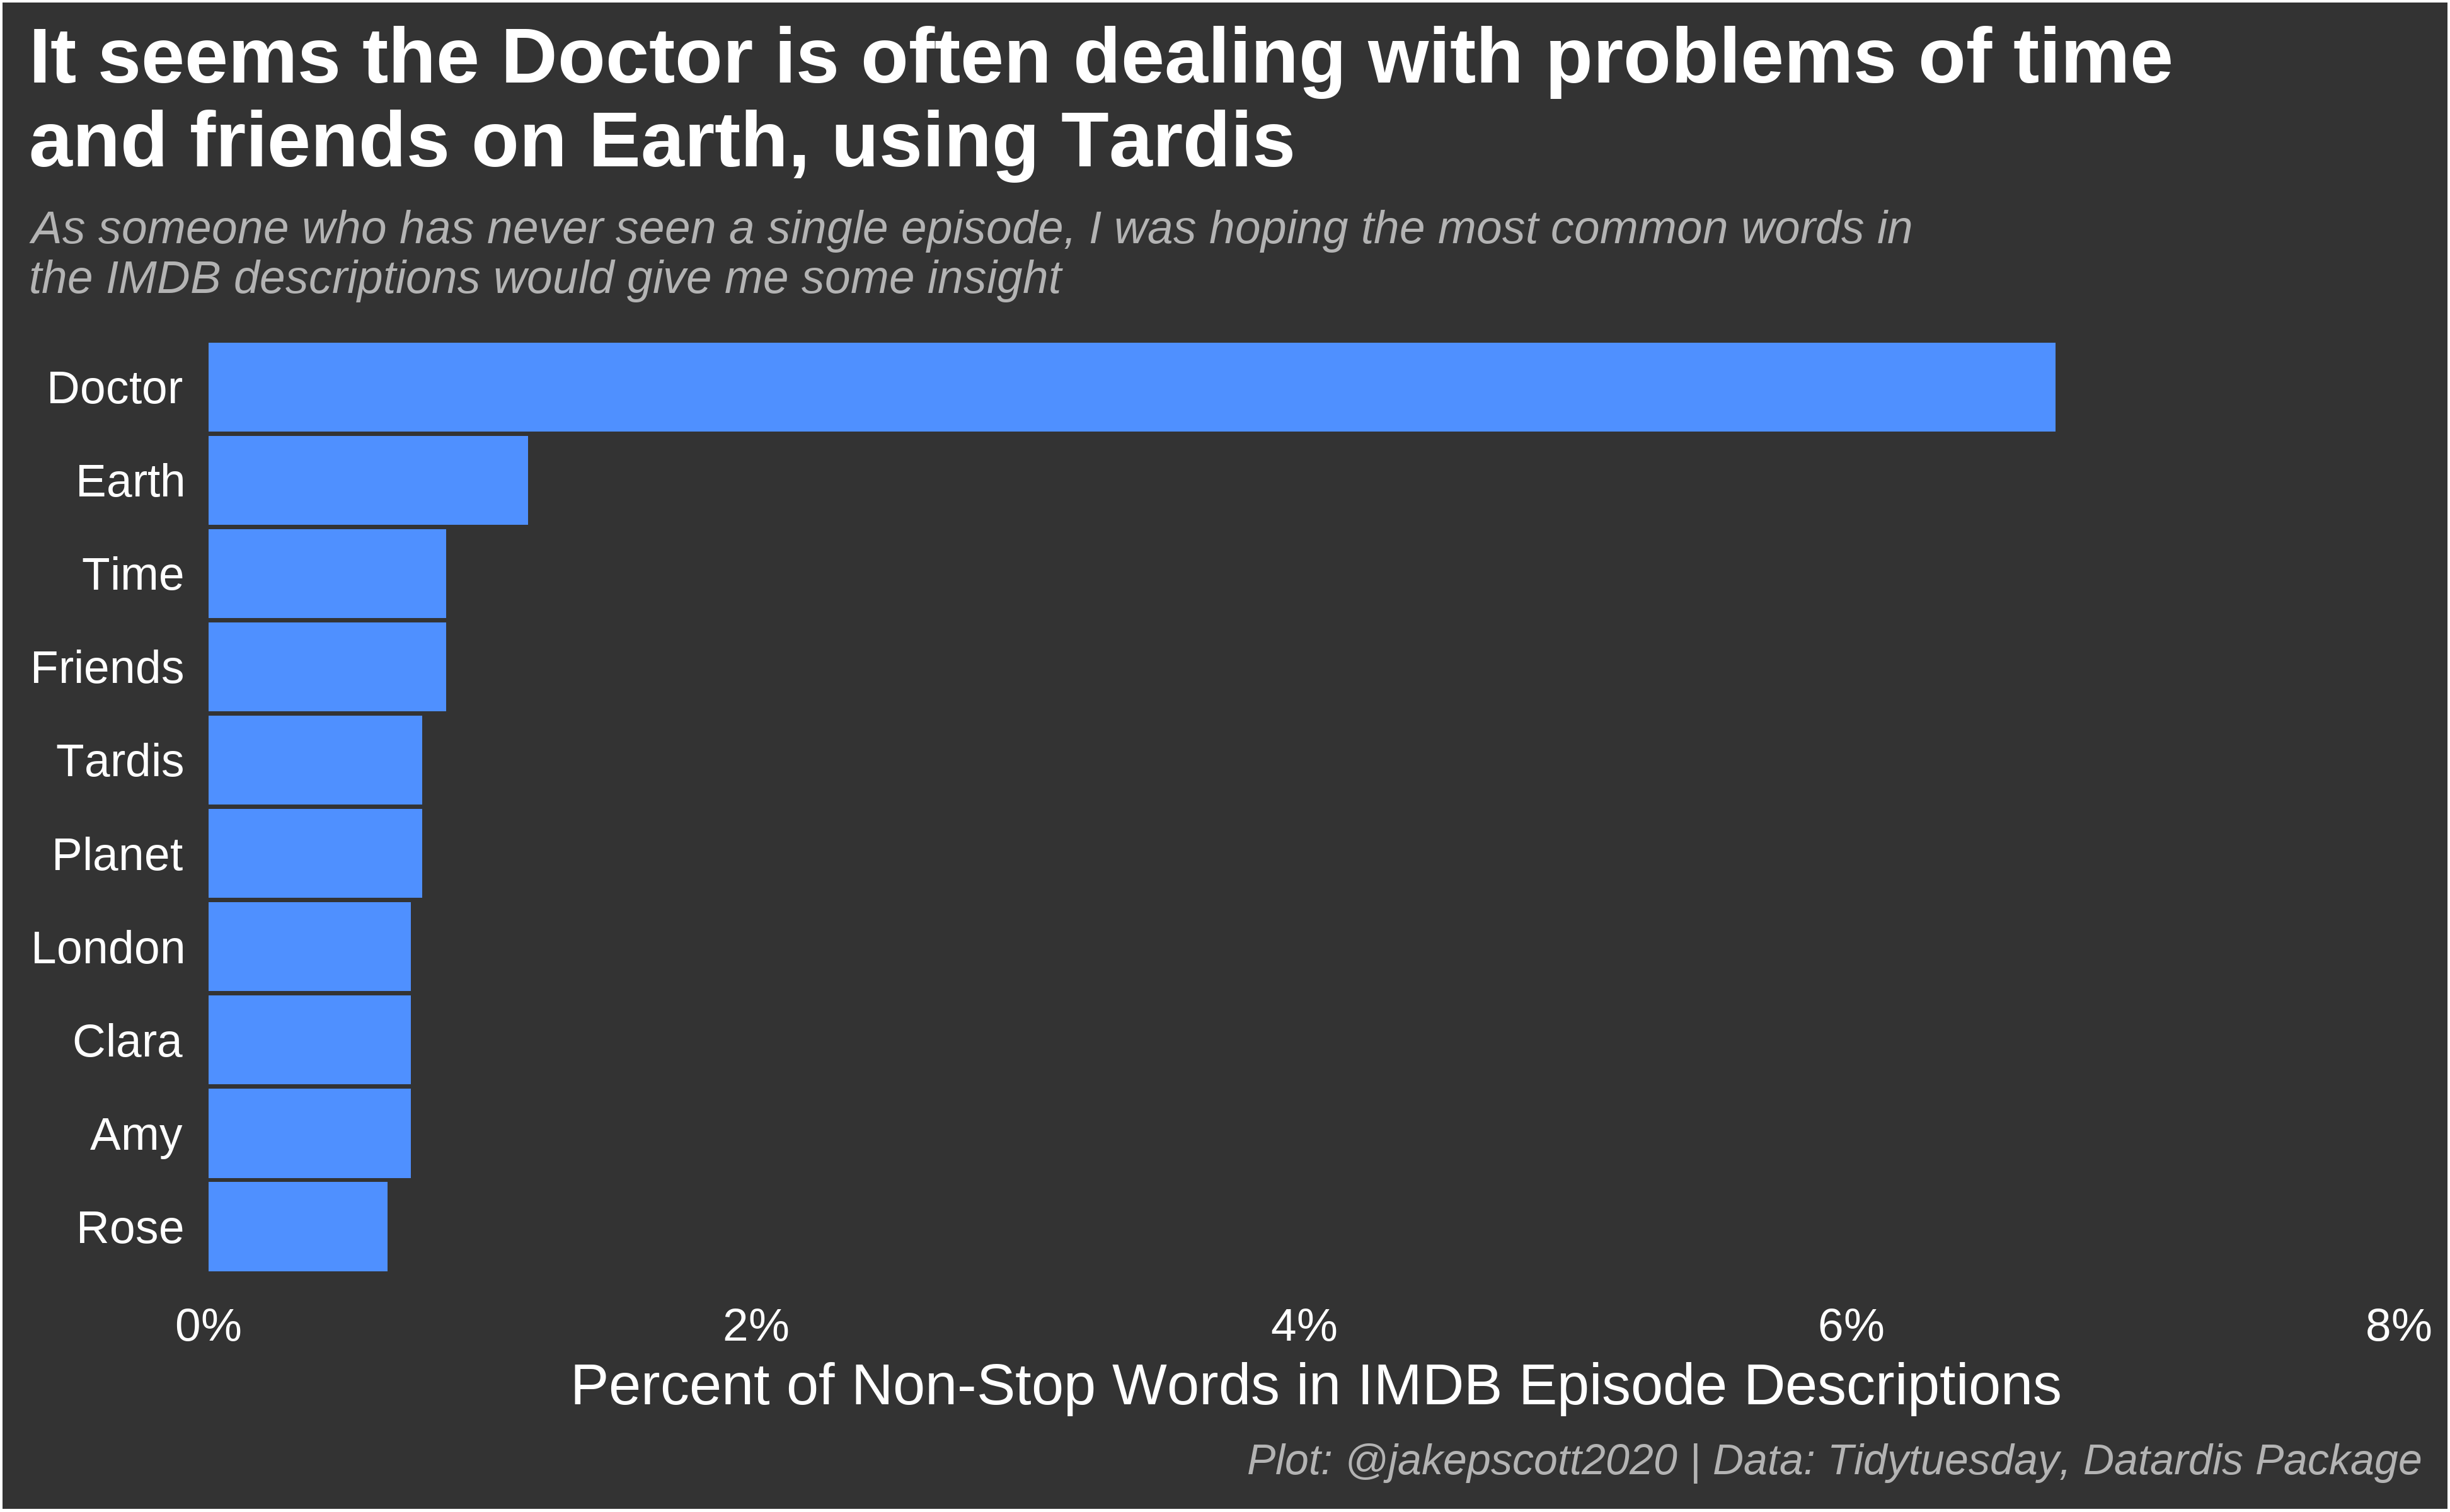 It seems the Doctor is often dealing with problems of time
and friends on Earth, using Tardis
As someone who has never seen a single episode, I was hoping the most common words in
the IMDB descriptions would give me some insight
Doctor
Earth
Time
Friends
Tardis
Planet
London
Clara
Amy
Rose
0% 2% 4% 6% 8%
Percent of Non-Stop Words in IMDB Episode Descriptions
Plot: @jakepscott2020 | Data: Tidytuesday, Datardis Package